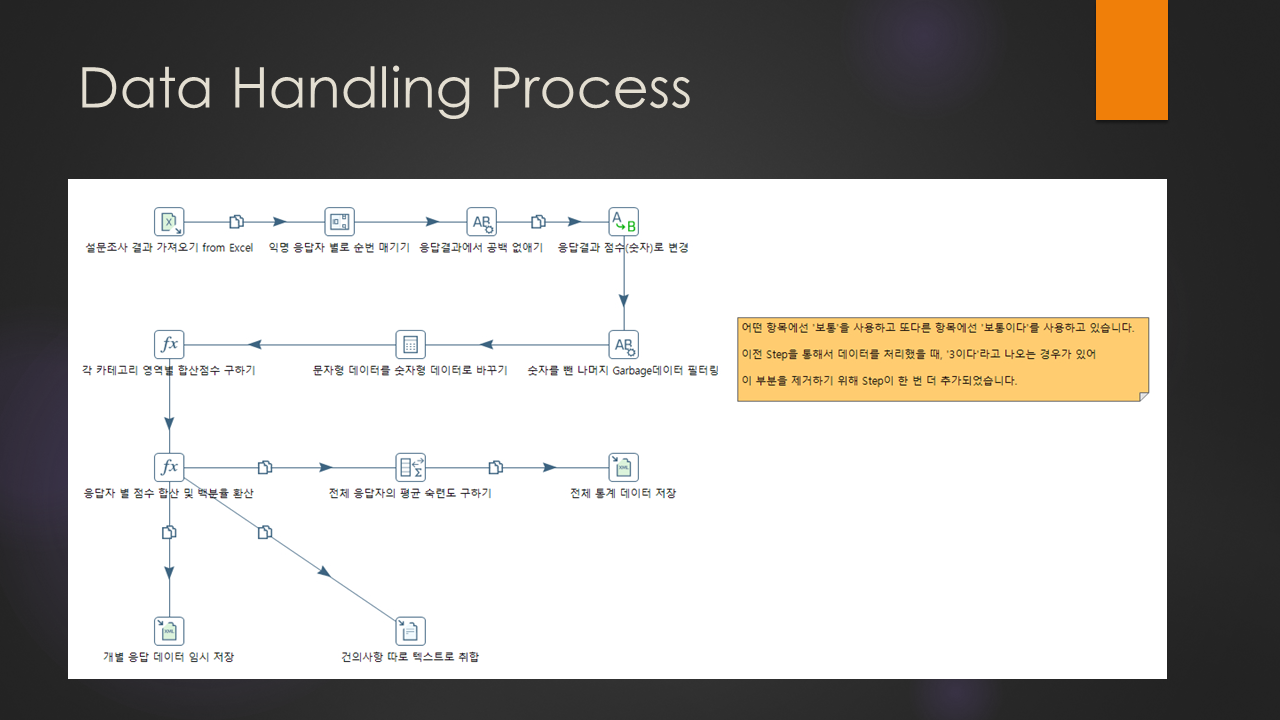 Data Handling Process
설문조사 결과 가져오기 from Excel
익명 응답자 별로 순번 매기기
응답결과에서 공백 없애기
응답결과 점수(숫자)로 변경
각 카테고리 영역별 합산점수 구하기
문자형 데이터를 숫자형 데이터로 바꾸기
숫자를 뺀 나머지 Garbage데이터 필터링
어떤 항목에선 '보통'을 사용하고 또다른 항목에선 '보통이다'를 사용하고 있습니다.
이전 Step을 통해서 데이터를 처리했을 때, '3이다'라고 나오는 경우가 있어
이 부분을 제거하기 위해 Step이 한 번 더 추가되었습니다.
응답자 별 점수 합산 및 백분율 환산
전체 응답자의 평균 숙련도 구하기
전체 통계 데이터 저장
개별 응답 데이터 임시 저장
건의사항 따로 텍스트로 취합